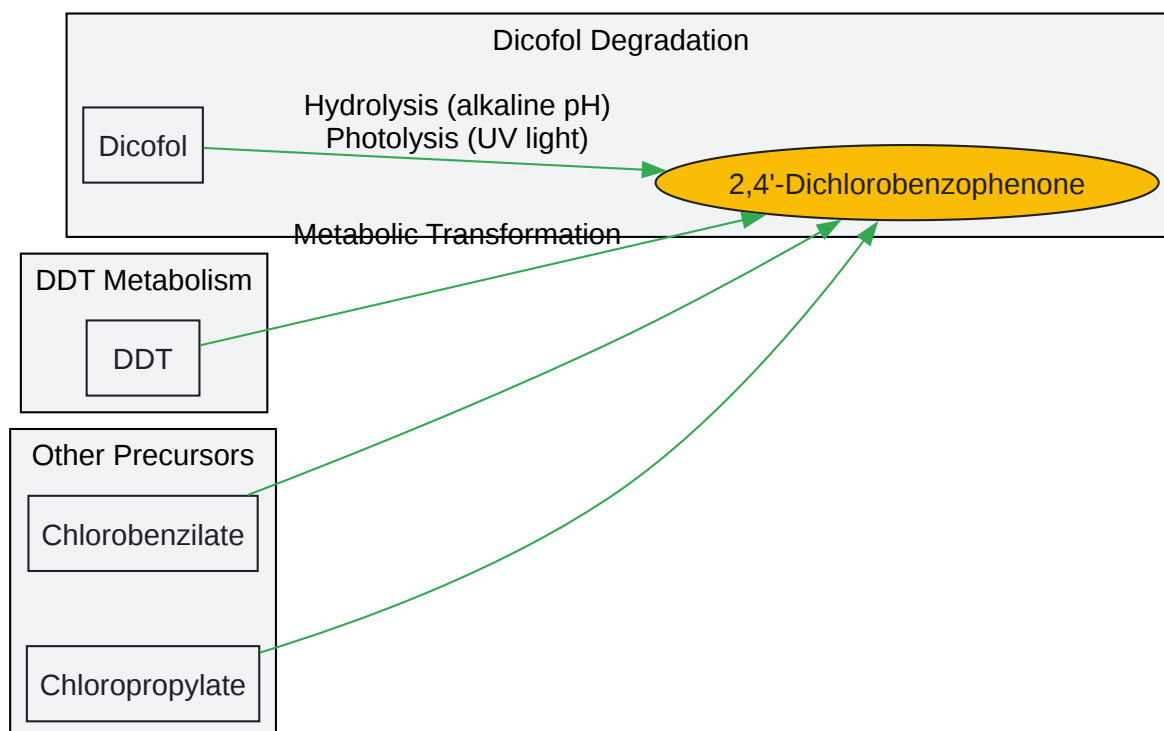 Dicofol Degradation
Hydrolysis (alkaline pH)
Photolysis (UV light)
Dicofol
2,4'-Dichlorobenzophenone
Metabolic Transformation
DDT Metabolism
DDT
Other Precursors
Chlorobenzilate
Chloropropylate